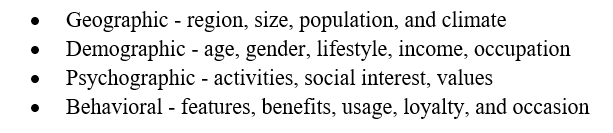 • Geographic - region, size, population, and climate
• Demographic - age, gender, lifestyle, income, occupation
• Psychographic - activities, social interest, values
• Behavioral - features, benefits, usage, loyalty, and occasion